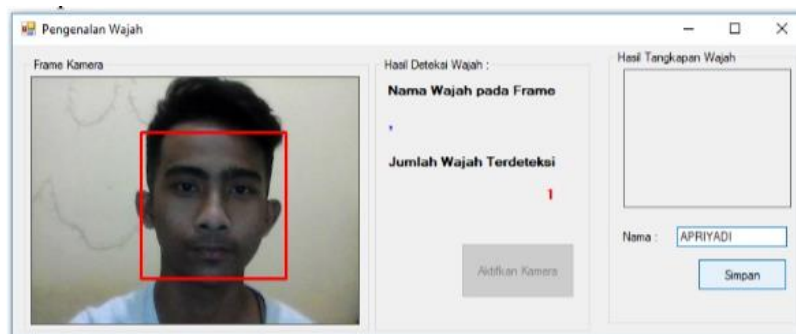 Pengenalan Wajah
Frame Kamera
Hasil Deteksi Wajah :
Nama Wajah pada Frame
,
Jumlah Wajah Terdeteksi
1
Aktifkan Kamera
Hasil Tangkapan Wajah
Nama :
APRIYADI
Simpan